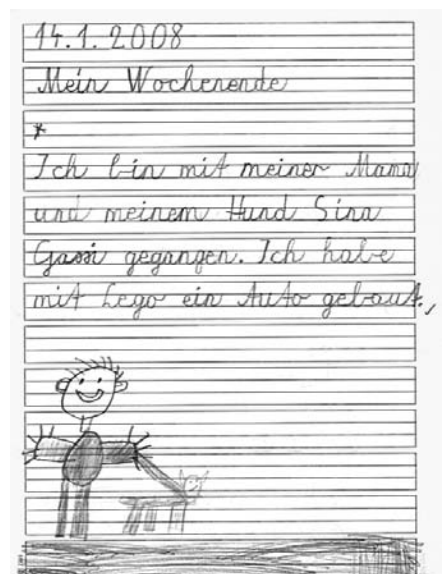 14.1.2008
Mein Wochenende
*
Ich bin mit meiner Mama
und meinem Hund Sina
Gassi gegangen. Ich habe
mit Lego ein Auto gebaut.